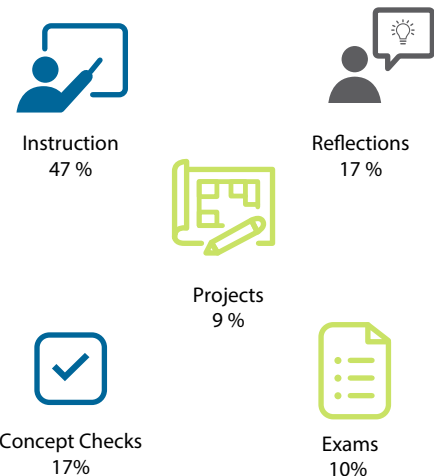 Instruction
47 %
Reflections
17 %
Projects
9 %
Concept Checks
17%
Exams
10%